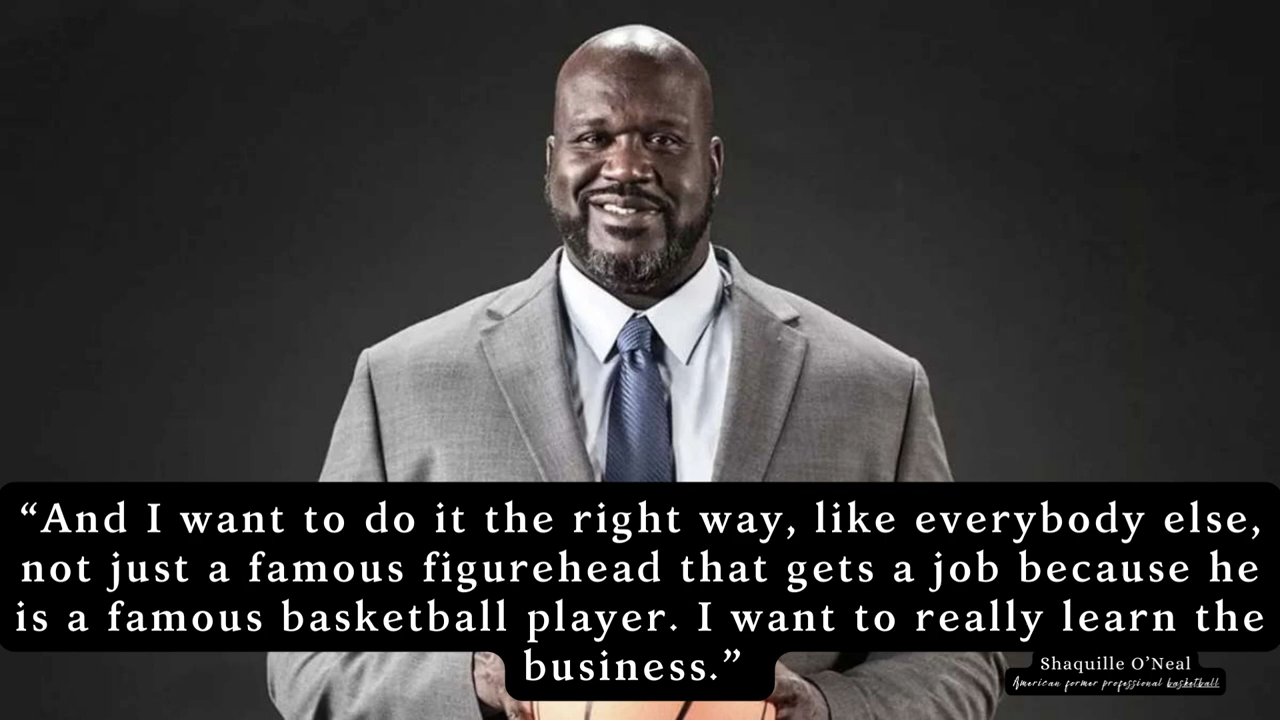 “And I want to do it the right way, like everybody else,
not just a famous figurehead that gets a job because he
is a famous basketball player. I want to really learn the
business.”
Shaquille O’Neal
American former professional basketball